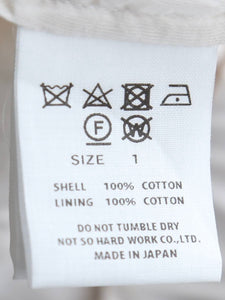 F W
SIZE 1
SHELL 100% COTTON
LINING 100% COTTON
DO NOT TUMBLE DRY
NOT SO HARD WORK CO.,LTD.
MADE IN JAPAN